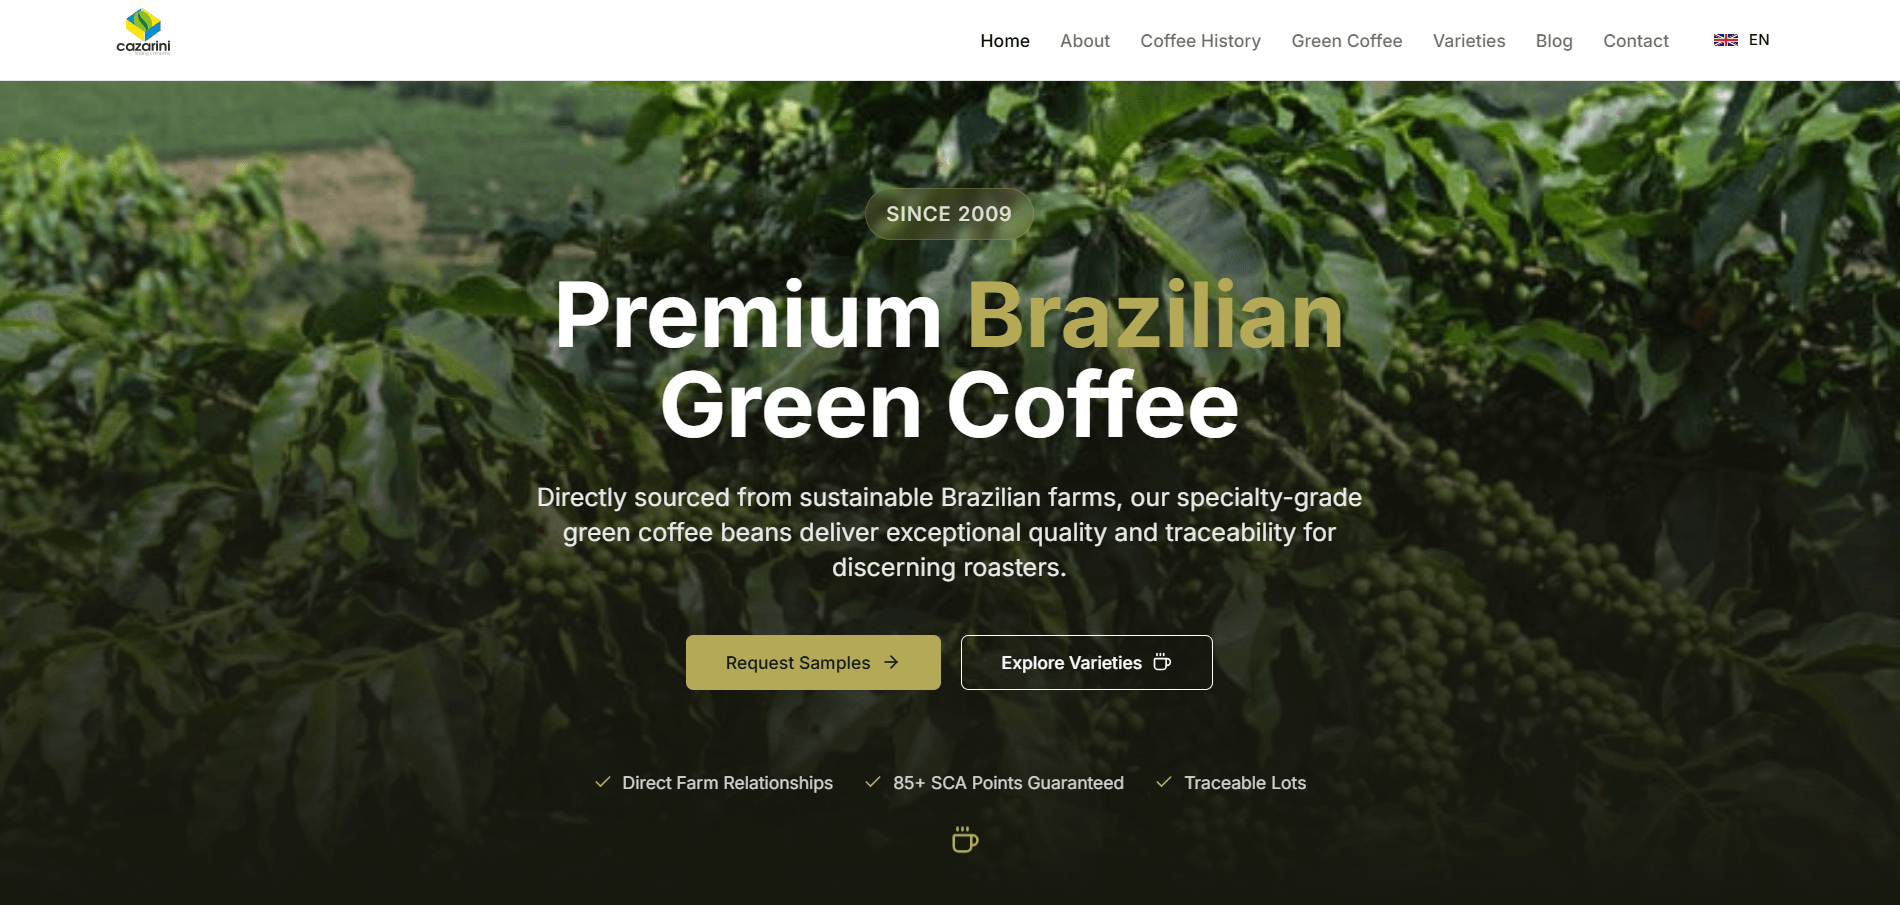 cazarini
Home About Coffee History Green Coffee Varieties Blog Contact EN
SINCE 2009
Premium Brazilian
Green Coffee
Directly sourced from sustainable Brazilian farms, our specialty-grade
green coffee beans deliver exceptional quality and traceability for
discerning roasters.
Request Samples Explore Varieties
Direct Farm Relationships 85+ SCA Points Guaranteed Traceable Lots